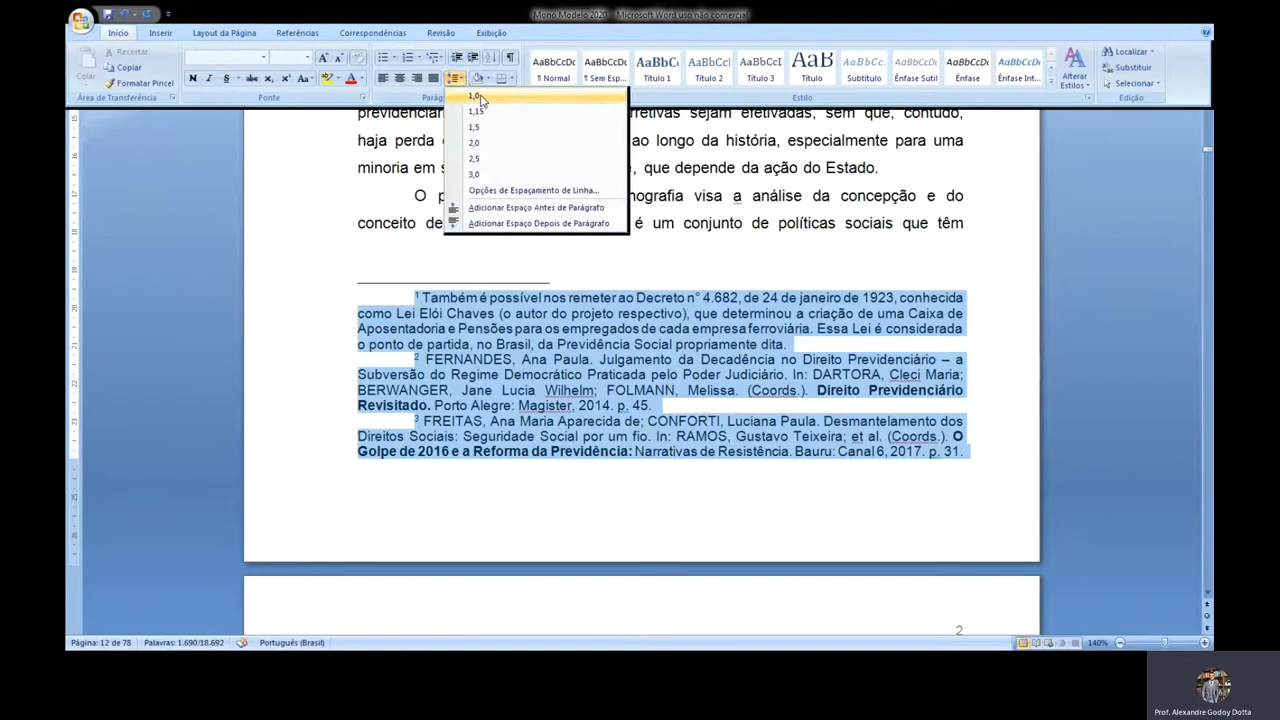 Mono Modelo 2020 - Microsoft Word uso não comercial
Início Inserir Layout da Página Referências Correspondências Revisão Exibição
Recortar
Copiar
Formatar Pincel
Colar
Área de Transferência
N I S abe x₂ x² Aa A
Fonte
Parág
AaBbCcDc AaBbCcDc AaBbC AaBbCc AaBbCcI AaB AaBbCc. AaBbCcDi AaBbCcDi AaBbCcDc
¶ Normal ¶ Sem Esp... Título 1 Título 2 Título 3 Título Subtítulo Ênfase Sutil Ênfase Ênfase Int...
Estilo
Alterar Estilos
Localizar
Substituir
Selecionar
Edição
1,0
1,15
1,5
2,0
2,5
3,0
Opções de Espaçamento de Linha...
Adicionar Espaço Antes de Parágrafo
Adicionar Espaço Depois de Parágrafo
previdenciár rretivas sejam efetivadas, sem que, contudo,
haja perda ao longo da história, especialmente para uma
minoria em s , que depende da ação do Estado.
O p mografia visa a análise da concepção e do
conceito de é um conjunto de políticas sociais que têm
1 Também é possível nos remeter ao Decreto n° 4.682, de 24 de janeiro de 1923, conhecida
como Lei Elói Chaves (o autor do projeto respectivo), que determinou a criação de uma Caixa de
Aposentadoria e Pensões para os empregados de cada empresa ferroviária. Essa Lei é considerada
o ponto de partida, no Brasil, da Previdência Social propriamente dita.
2 FERNANDES, Ana Paula. Julgamento da Decadência no Direito Previdenciário – a
Subversão do Regime Democrático Praticada pelo Poder Judiciário. In: DARTORA, Cleci Maria;
BERWANGER, Jane Lucia Wilhelm; FOLMANN, Melissa. (Coords.). Direito Previdenciário
Revisitado. Porto Alegre: Magister, 2014. p. 45.
3 FREITAS, Ana Maria Aparecida de; CONFORTI, Luciana Paula. Desmantelamento dos
Direitos Sociais: Seguridade Social por um fio. In: RAMOS, Gustavo Teixeira; et al. (Coords.). O
Golpe de 2016 e a Reforma da Previdência: Narrativas de Resistência. Bauru: Canal 6, 2017. p. 31.
2
Página: 12 de 78 Palavras: 1.690/18.692 Português (Brasil) 140%
Prof. Alexandre Godoy Dotta